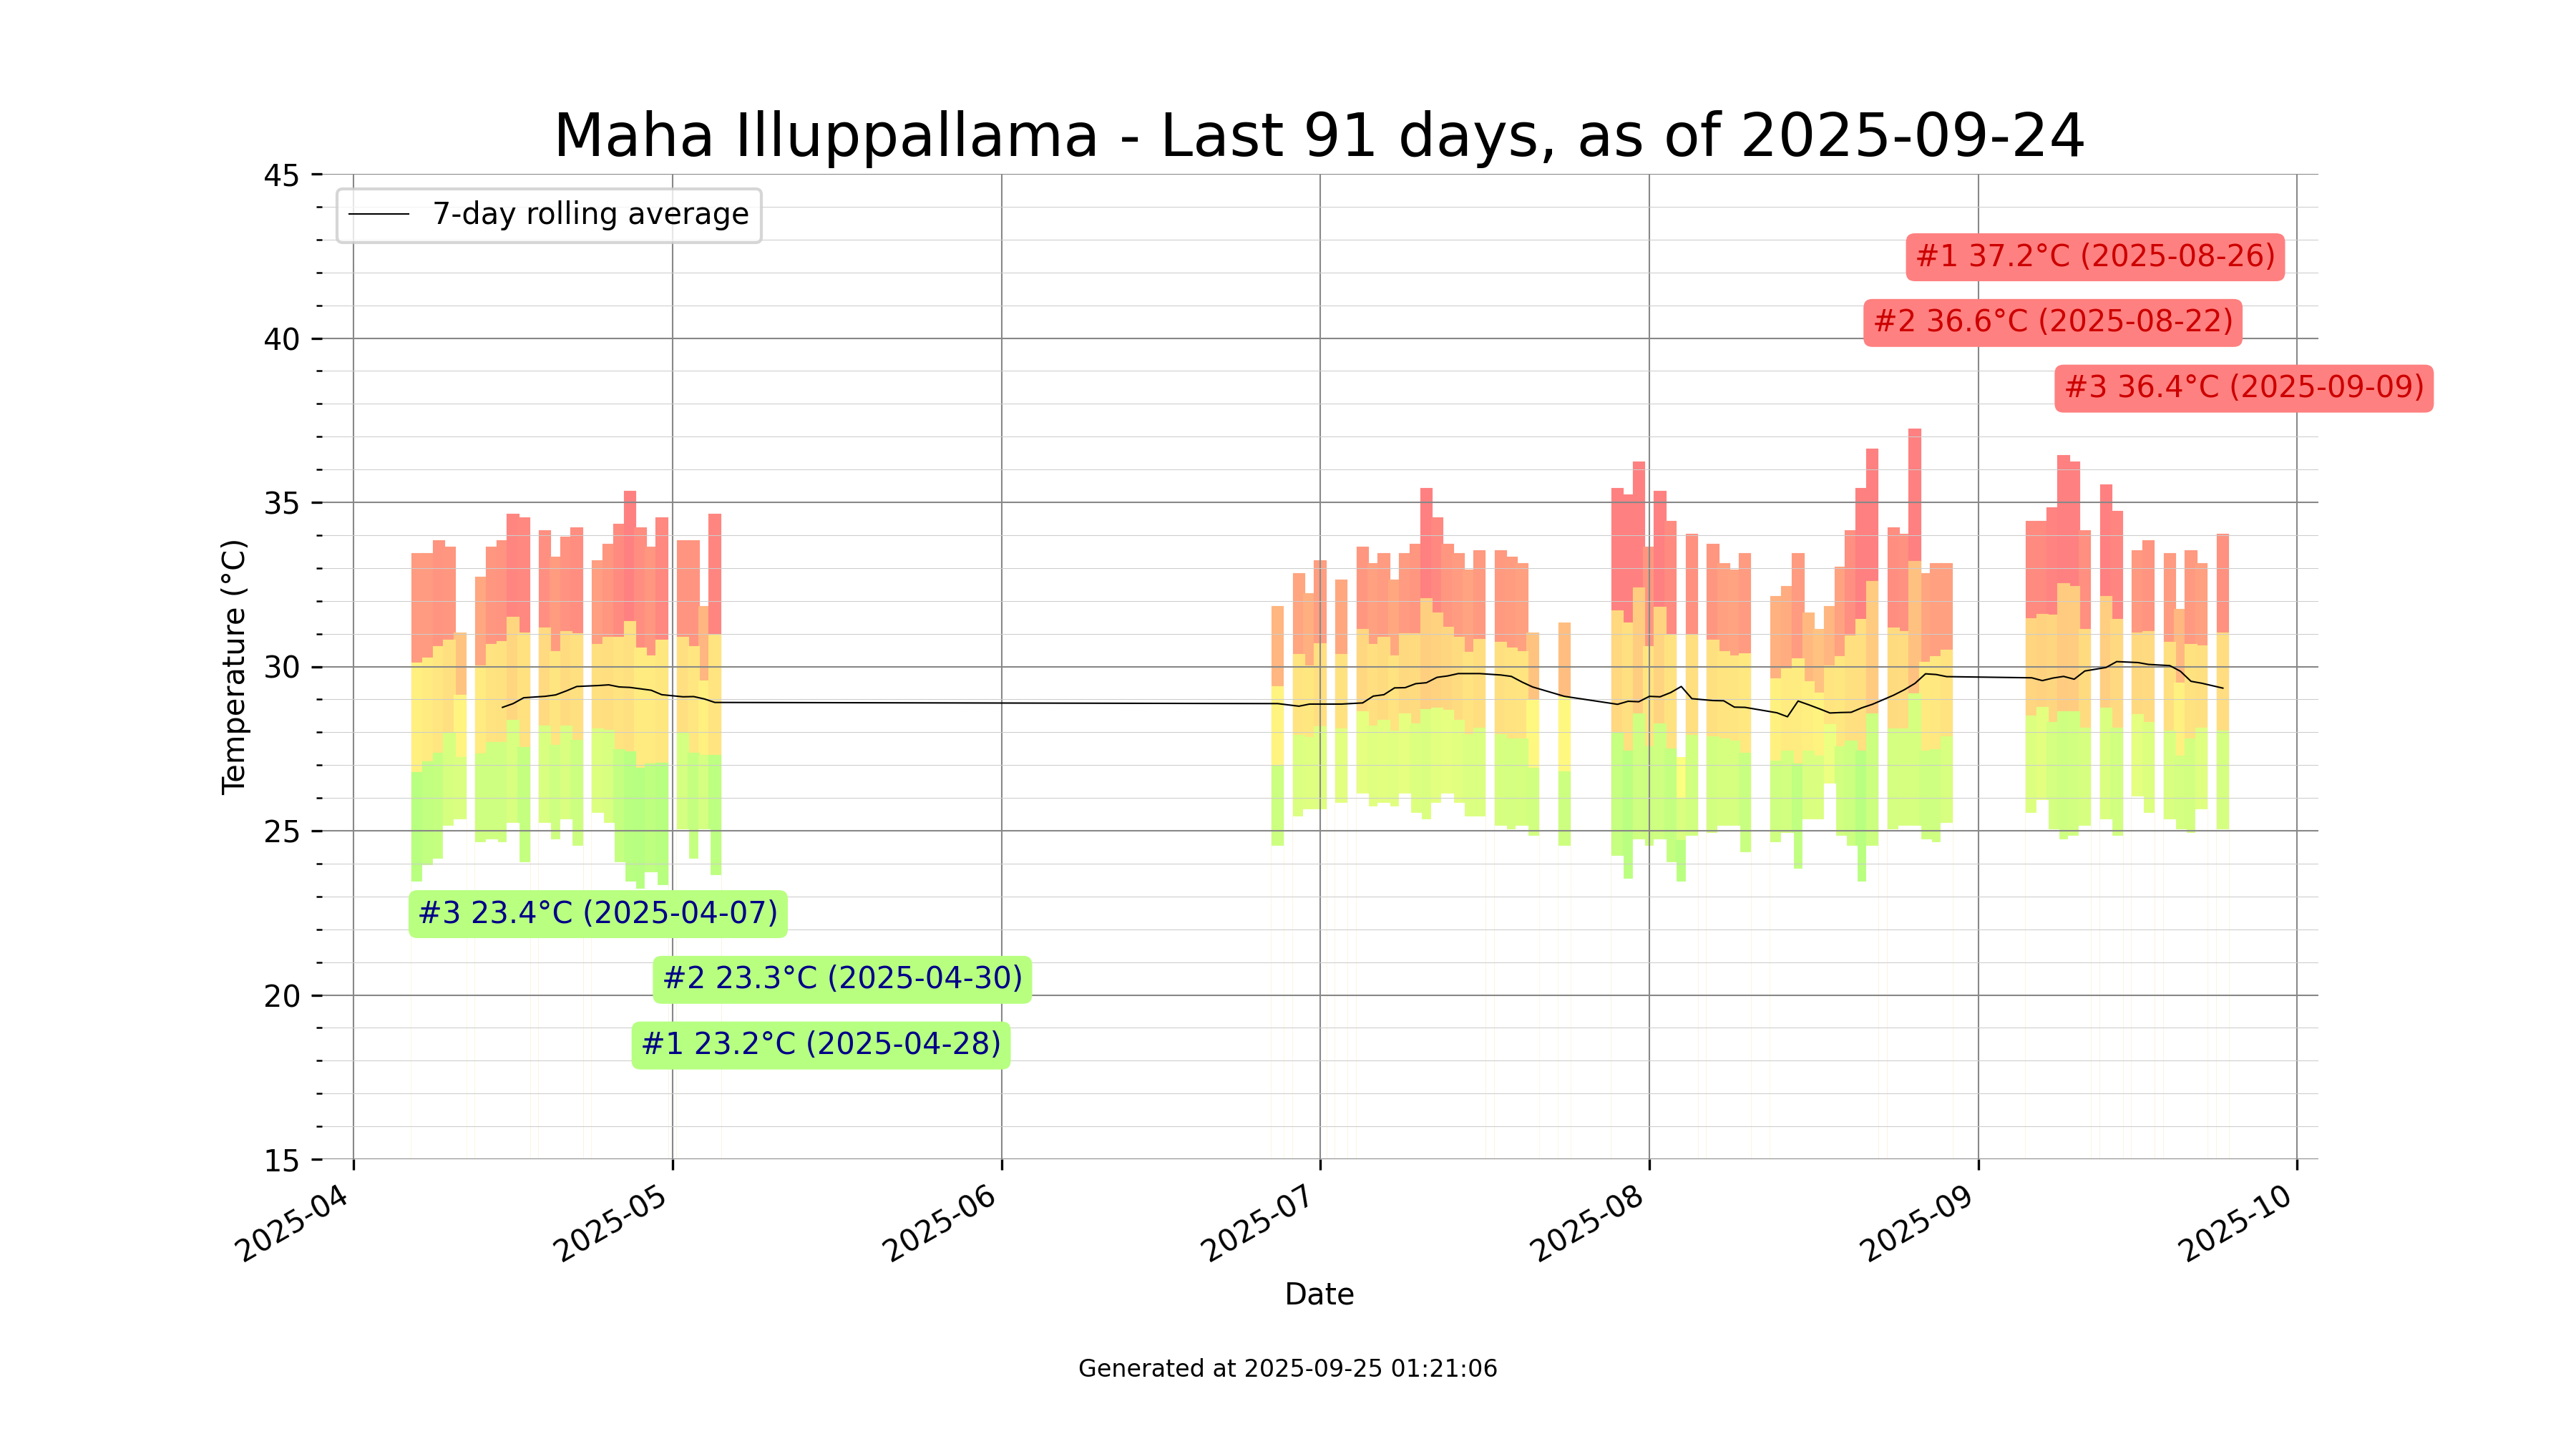 Maha Illuppallama - Last 91 days, as of 2025-09-24
45
7-day rolling average
#1 37.2°C (2025-08-26)
#2 36.6°C (2025-08-22)
40
#3 36.4°C (2025-09-09)
35
Temperature (°C)
30
25
#3 23.4°C (2025-04-07)
#2 23.3°C (2025-04-30)
20
#1 23.2°C (2025-04-28)
15
2025-04
2025-05
2025-06
2025-07
2025-08
2025-09
2025-10
Date
Generated at 2025-09-25 01:21:06